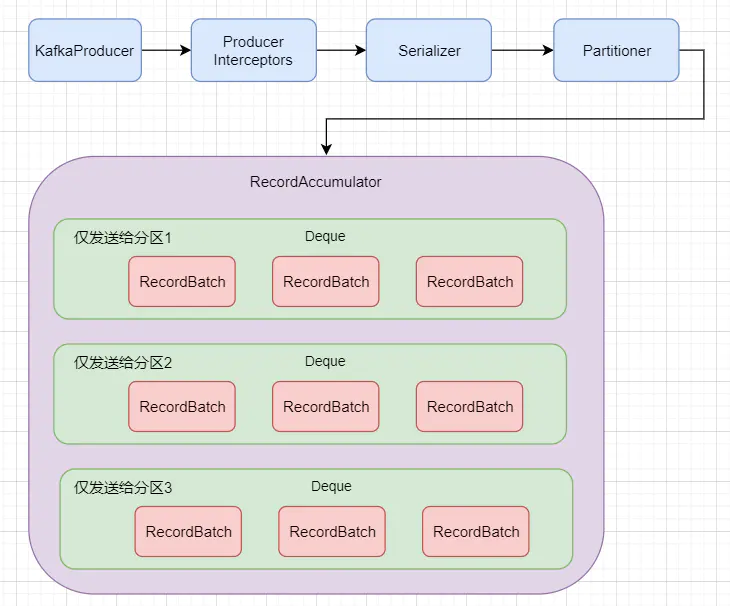 KafkaProducer
Producer
Interceptors
Serializer
Partitioner
RecordAccumulator
仅发送给分区1
Deque
RecordBatch
RecordBatch
RecordBatch
仅发送给分区2
Deque
RecordBatch
RecordBatch
RecordBatch
仅发送给分区3
Deque
RecordBatch
RecordBatch
RecordBatch